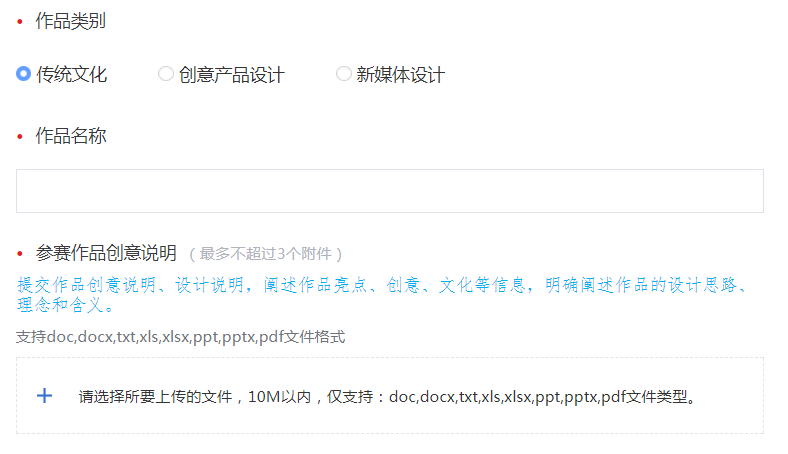 • 作品类别
传统文化 创意产品设计 新媒体设计
• 作品名称
• 参赛作品创意说明 （最多不超过3个附件）
提交作品创意说明、设计说明，阐述作品亮点、创意、文化等信息，明确阐述作品的设计思路、
理念和含义。
支持doc,docx,txt,xls,xlsx,ppt,pptx,pdf文件格式
+ 请选择所要上传的文件，10M以内，仅支持：doc,docx,txt,xls,xlsx,ppt,pptx,pdf文件类型。